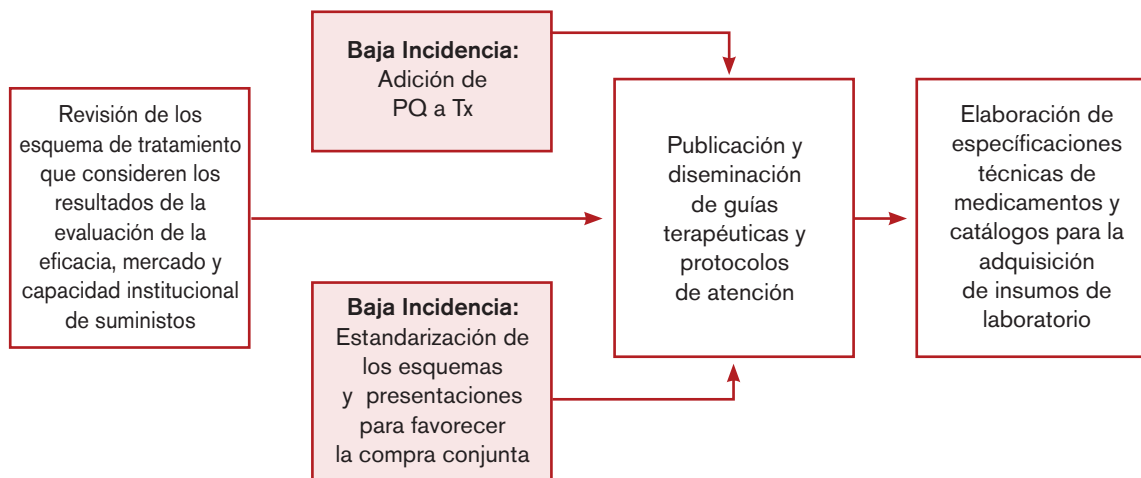 Revisión de los
esquema de tratamiento
que consideren los
resultados de la
evaluación de la
eficacia, mercado y
capacidad institucional
de suministos
Baja Incidencia:
Adición de
PQ a Tx
Baja Incidencia:
Estandarización de
los esquemas
y presentaciones
para favorecer
la compra conjunta
Publicación y
diseminación
de guías
terapéuticas y
protocolos
de atención
Elaboración de
específicaciones
técnicas de
medicamentos y
catálogos para la
adquisición
de insumos de
laboratorio